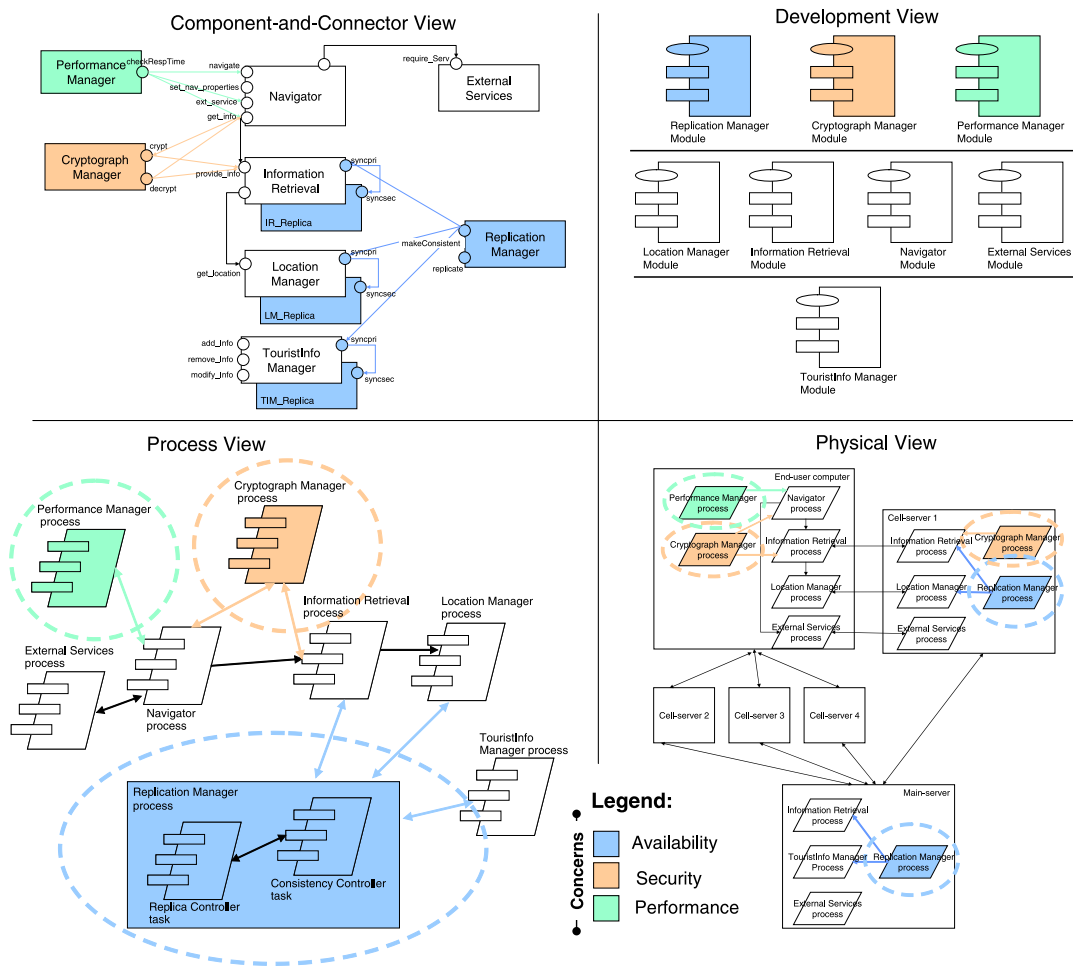 Component-and-Connector View
Performance
Manager
checkRespTime
navigate
set_nav_properties
ext_service
get_info
Navigator
require_Serv
External
Services
Cryptograph
Manager
crypt
decrypt
provide_info
Information
Retrieval
syncpri
syncsec
IR_Replica
makeConsistent
replicate
Replication
Manager
get_location
Location
Manager
syncpri
syncsec
LM_Replica
add_Info
remove_Info
modify_Info
TouristInfo
Manager
syncpri
syncsec
TIM_Replica
Development View
Replication Manager
Module
Cryptograph Manager
Module
Performance Manager
Module
Location Manager
Module
Information Retrieval
Module
Navigator
Module
External Services
Module
TouristInfo Manager
Module
Process View
Performance Manager
process
Cryptograph Manager
process
Information Retrieval
process
Location Manager
process
External Services
process
Navigator
process
TouristInfo
Manager process
Replication Manager
process
Replica Controller
task
Consistency Controller
task
Physical View
End-user computer
Performance Manager
process
Navigator
process
Cryptograph Manager
process
Information Retrieval
process
Location Manager
process
External Services
process
Cell-server 1
Information Retrieval
process
Cryptograph Manager
process
Location Manager
process
Replication Manager
process
External Services
process
Cell-server 2
Cell-server 3
Cell-server 4
Main-server
Information Retrieval
process
TouristInfo Manager
Process
Replication Manager
process
External Services
process
Legend:
Concerns
Availability
Security
Performance